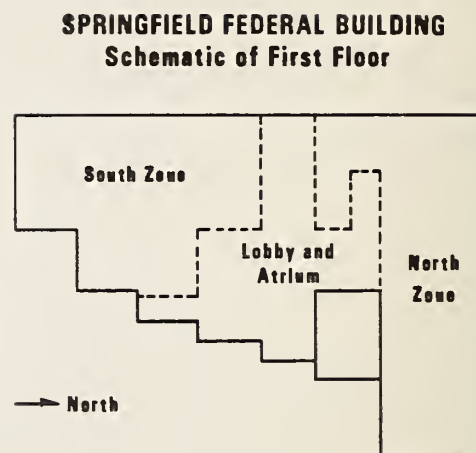 SPRINGFIELD FEDERAL BUILDING
Schematic of First Floor
South Zone
Lobby and
Atrium
North
Zone
North